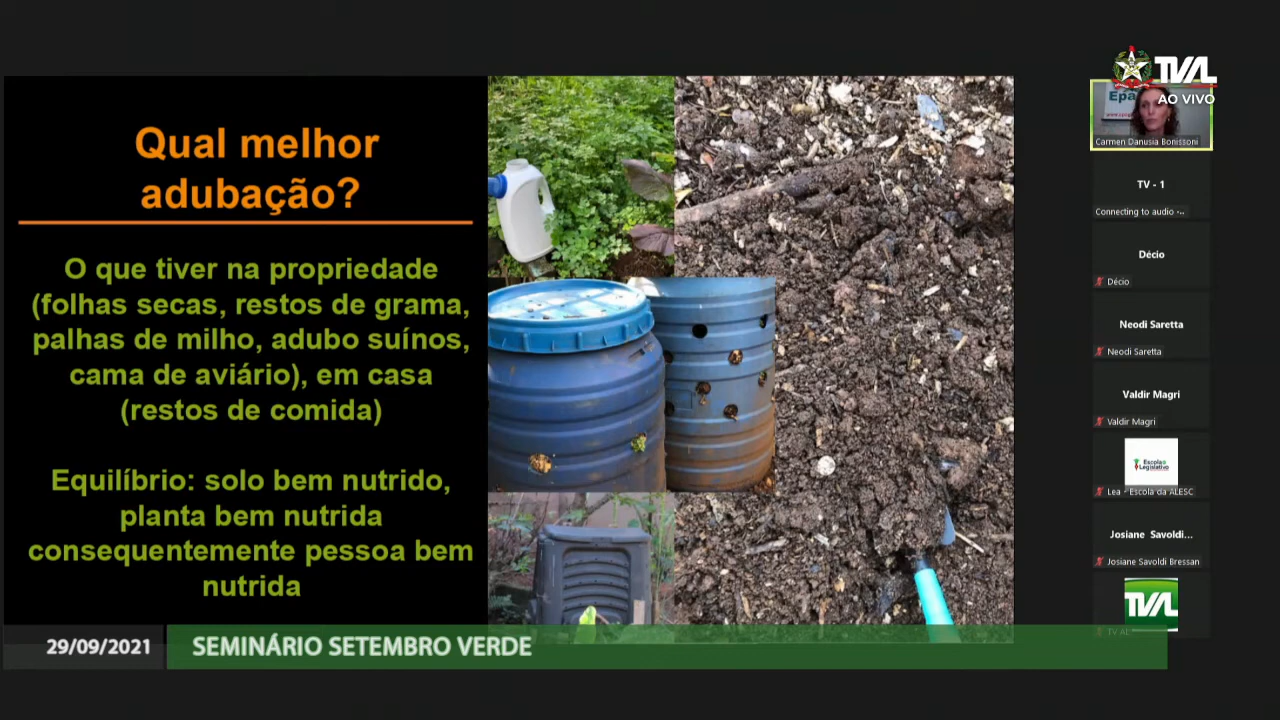 Qual melhor
adubação?
O que tiver na propriedade
(folhas secas, restos de grama,
palhas de milho, adubo suínos,
cama de aviário), em casa
(restos de comida)
Equilíbrio: solo bem nutrido,
planta bem nutrida
consequentemente pessoa bem
nutrida
29/09/2021
SEMINÁRIO SETEMBRO VERDE
TVAL
AO VIVO
Epa
Carmen Danusia Bonissoni
TV - 1
Connecting to audio ...
Décio
Décio
Neodi Saretta
Neodi Saretta
Valdir Magri
Valdir Magri
Escola Legislativo
Lea - Escola da ALESC
Josiane Savoldi...
Josiane Savoldi Bressan
TVAL
TV AL